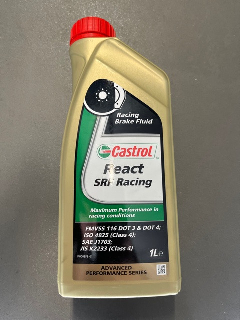 Racing
Brake Fluid
Castrol
React
SRF Racing
Maximum Performance in
racing conditions
FMVSS 116 DOT 3 & DOT 4;
ISO 4925 (Class 4);
SAE J1703;
JIS K2233 (Class 4)
1L e
ADVANCED
PERFORMANCE SERIES